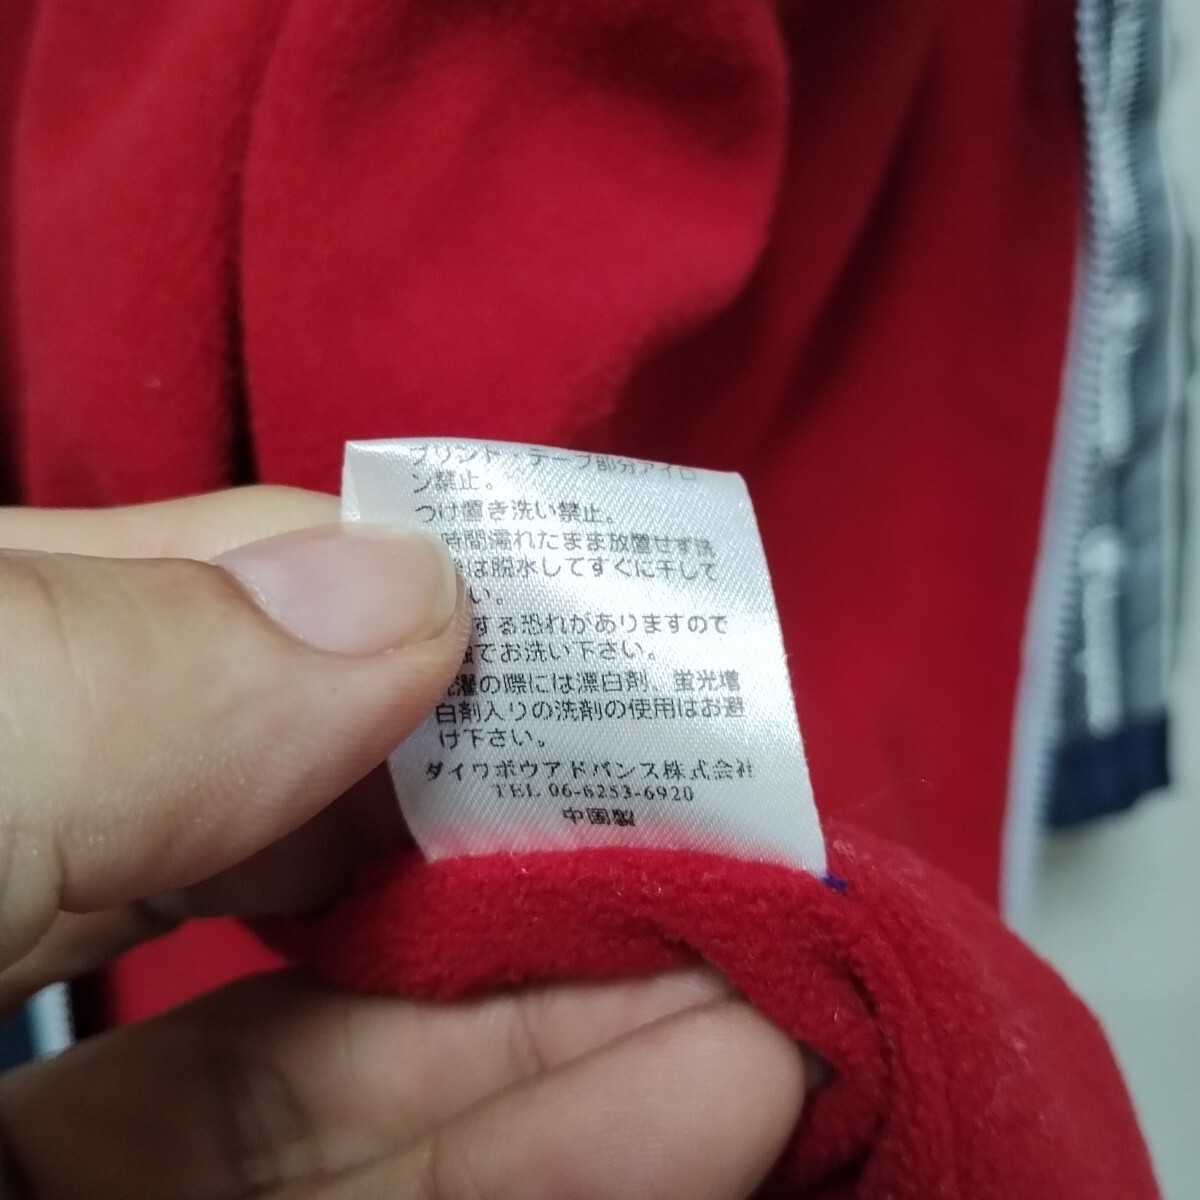 プリント テープ部分アイロ
ン禁止。
つけ置き洗い禁止。
時間濡れたまま放置せず洗
は脱水してすぐに干して
い。
する恐れがありますので
でお洗い下さい。
濯の際には漂白剤、蛍光増
白剤入りの洗剤の使用はお避
け下さい。
ダイワボウアドバンス株式会社
TEL 06-6253-6920
中国製